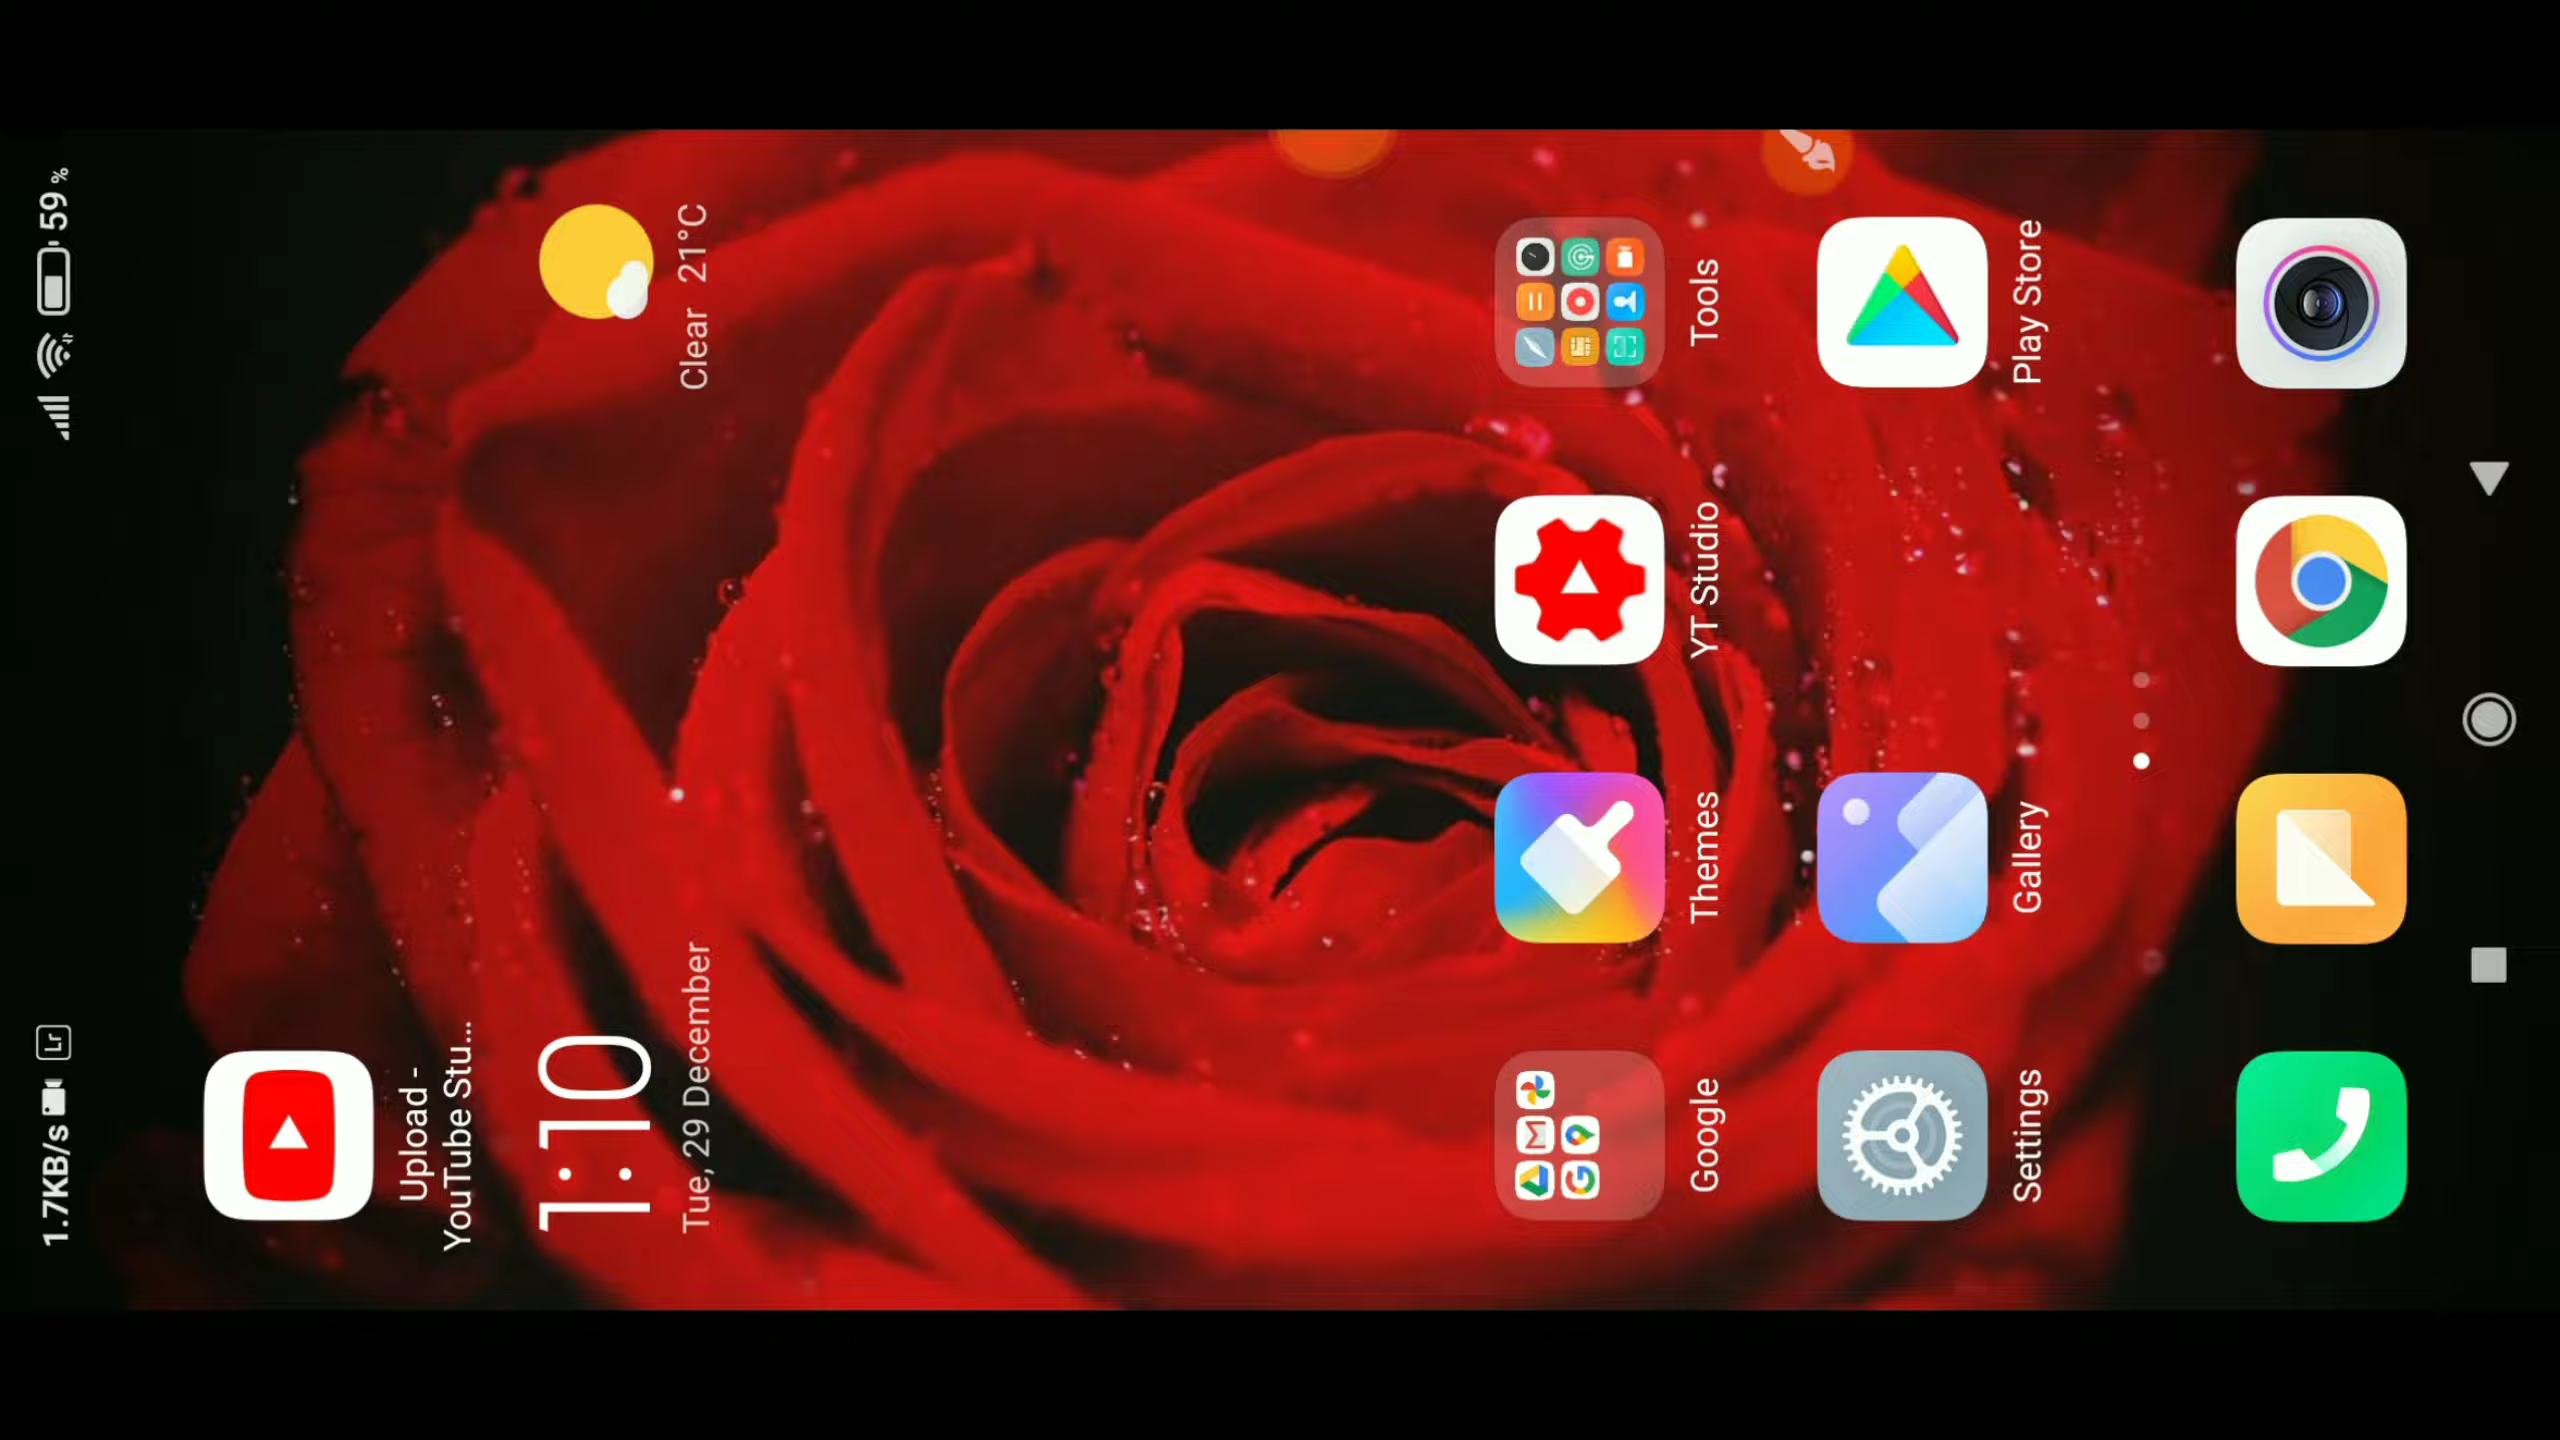 1.7KB/s Lr 59%
Upload -
YouTube Stu...
1:10
Tue, 29 December
Clear 21°C
Google Themes YT Studio Tools
Settings Gallery Play Store